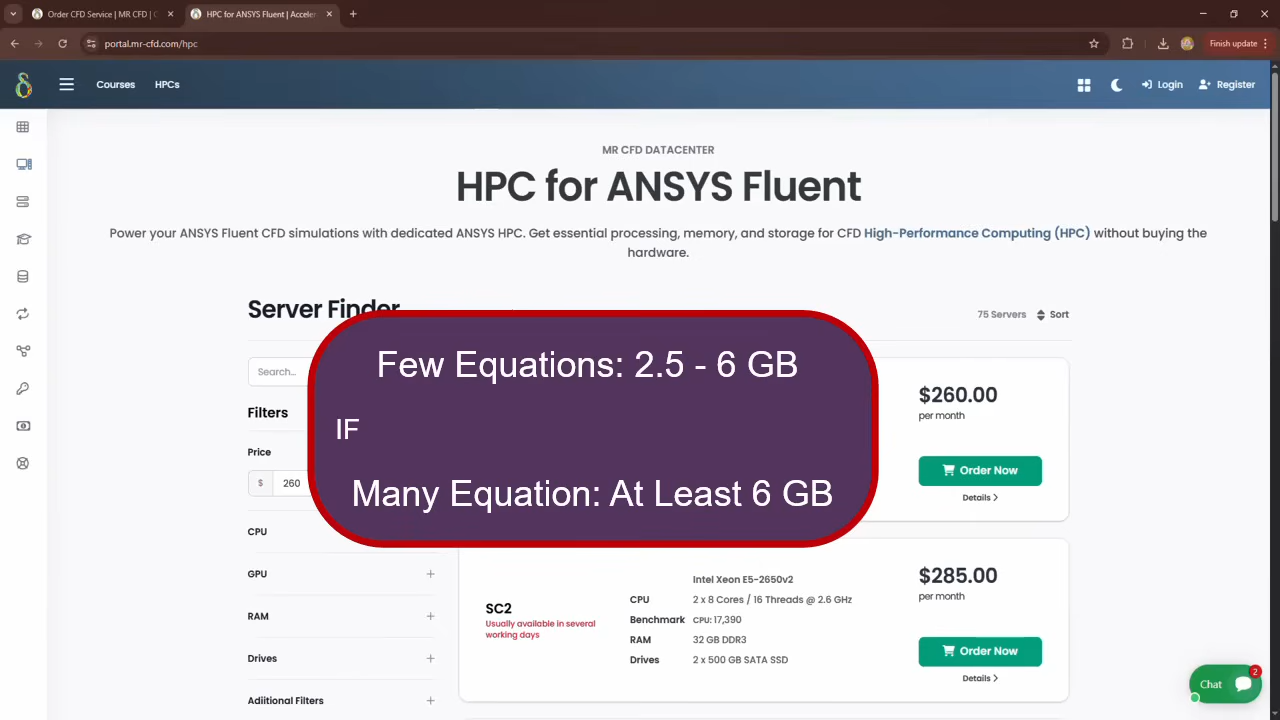 Order CFD Service | MR CFD | C
HPC for ANSYS Fluent | Acceler
portal.mr-cfd.com/hpc
Finish update
Courses
HPCs
Login
Register
MR CFD DATACENTER
HPC for ANSYS Fluent
Power your ANSYS Fluent CFD simulations with dedicated ANSYS HPC. Get essential processing, memory, and storage for CFD High-Performance Computing (HPC) without buying the
hardware.
Server Finder
75 Servers
Sort
Search...
Filters
Price
$ 260
CPU
GPU
RAM
Drives
Adiitional Filters
Few Equations: 2.5 - 6 GB
IF
Many Equation: At Least 6 GB
$260.00
per month
Order Now
Details
SC2
Usually available in several
working days
Intel Xeon E5-2650v2
CPU 2 x 8 Cores / 16 Threads @ 2.6 GHz
Benchmark CPU: 17,390
RAM 32 GB DDR3
Drives 2 x 500 GB SATA SSD
$285.00
per month
Order Now
Details
Chat
2